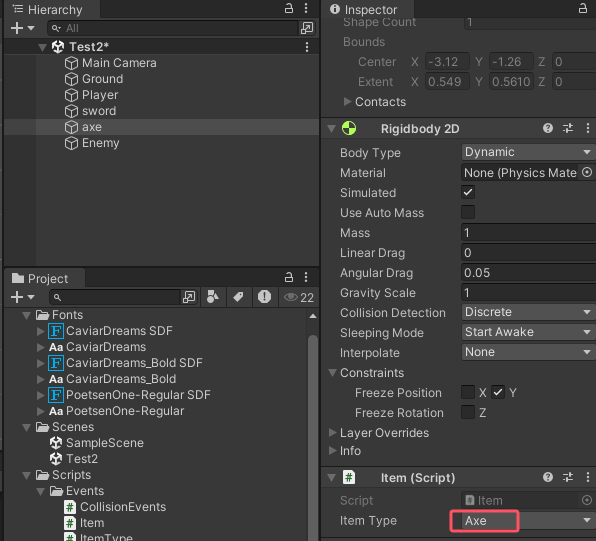 Hierarchy
All
Test2*
Main Camera
Ground
Player
sword
axe
Enemy
Project
22
Fonts
CaviarDreams SDF
Aa CaviarDreams
CaviarDreams_Bold SDF
Aa CaviarDreams_Bold
PoetsenOne-Regular SDF
Aa PoetsenOne-Regular
Scenes
SampleScene
Test2
Scripts
Events
# CollisionEvents
# Item
# ItemType
Inspector
Shape Count 1
Bounds
Center X -3.12 Y -1.26 Z 0
Extent X 0.549 Y 0.5610 Z 0
Contacts
Rigidbody 2D
Body Type Dynamic
Material None (Physics Mate
Simulated
Use Auto Mass
Mass 1
Linear Drag 0
Angular Drag 0.05
Gravity Scale 1
Collision Detection Discrete
Sleeping Mode Start Awake
Interpolate None
Constraints
Freeze Position X Y
Freeze Rotation Z
Layer Overrides
Info
# Item (Script)
Script # Item
Item Type Axe